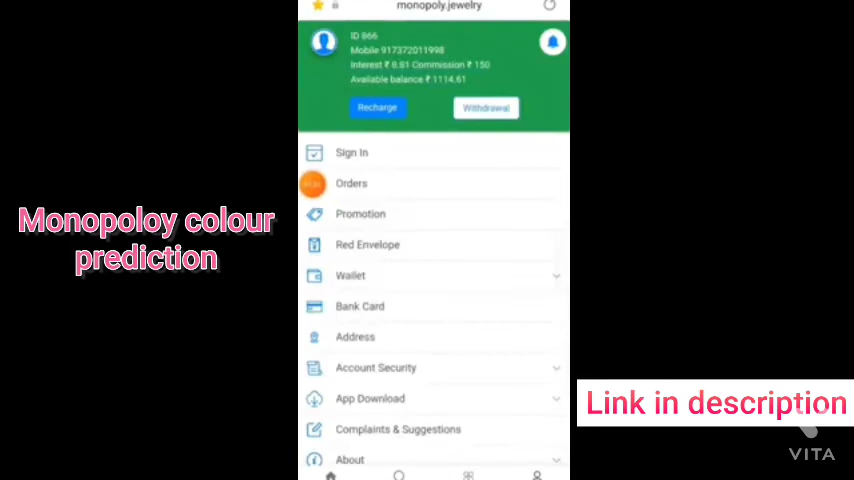 monopoly.jewelry
ID 866
Mobile 917372011998
Interest ₹ 8.81 Commission ₹ 150
Available balance ₹ 1114.61
Recharge
Withdrawal
Sign In
Orders
Promotion
Red Envelope
Wallet
Bank Card
Address
Account Security
App Download
Complaints & Suggestions
About
Monopoloy colour
prediction
Link in description
VITA